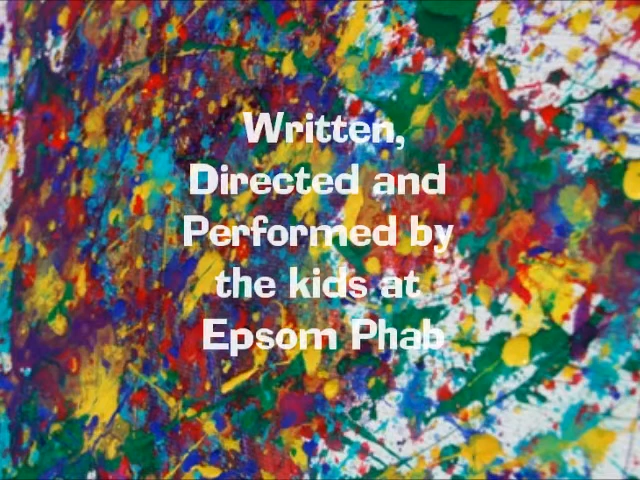 Written,
Directed and
Performed by
the kids at
Epsom Phab